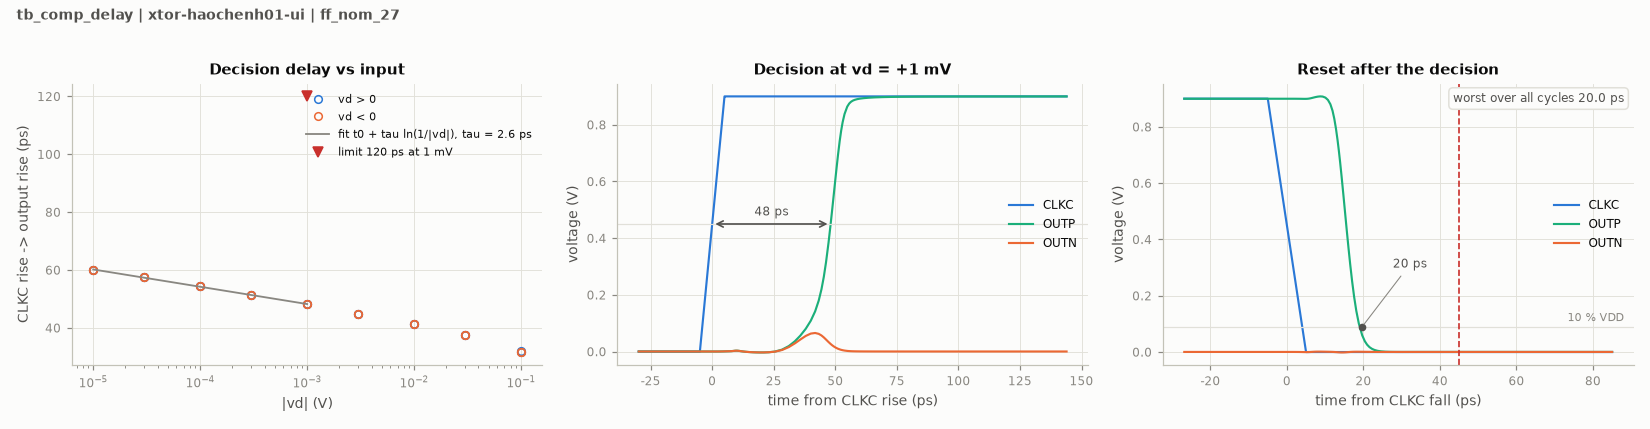 tb_comp_delay | xtor-haochenh01-ui | ff_nom_27
Decision delay vs input
CLKC rise -> output rise (ps)
120
100
80
60
40
vd > 0
vd < 0
fit t0 + tau ln(1/|vd|), tau = 2.6 ps
limit 120 ps at 1 mV
10⁻⁵
10⁻⁴
10⁻³
10⁻²
10⁻¹
|vd| (V)
Decision at vd = +1 mV
voltage (V)
0.8
0.6
0.4
0.2
0.0
48 ps
CLKC
OUTP
OUTN
-25
0
25
50
75
100
125
150
time from CLKC rise (ps)
Reset after the decision
voltage (V)
0.8
0.6
0.4
0.2
0.0
worst over all cycles 20.0 ps
CLKC
OUTP
OUTN
20 ps
10 % VDD
-20
0
20
40
60
80
time from CLKC fall (ps)